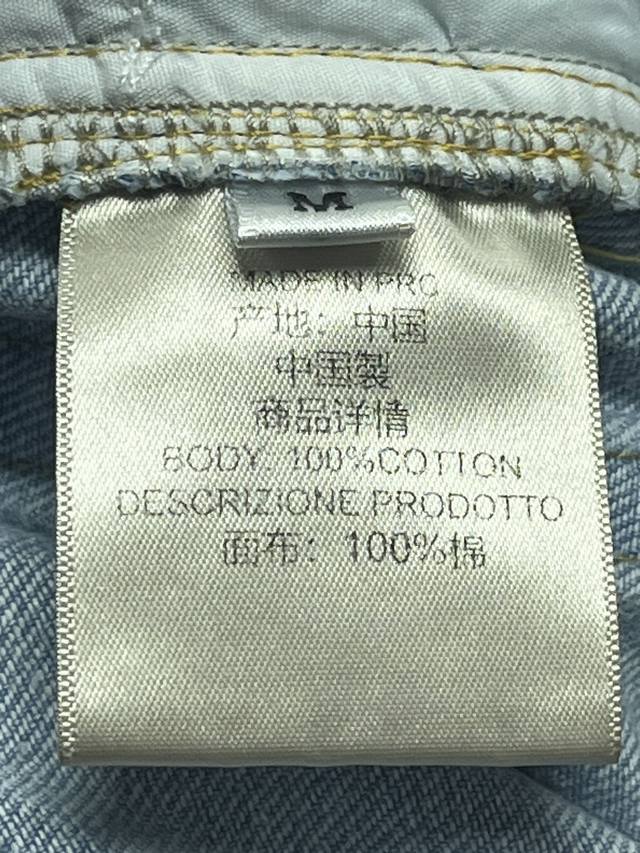 M
MADE IN PRC
产地：中国
中国製
商品详情
BODY: 100%COTTON
DESCRIZIONE PRODOTTO
面布：100%棉